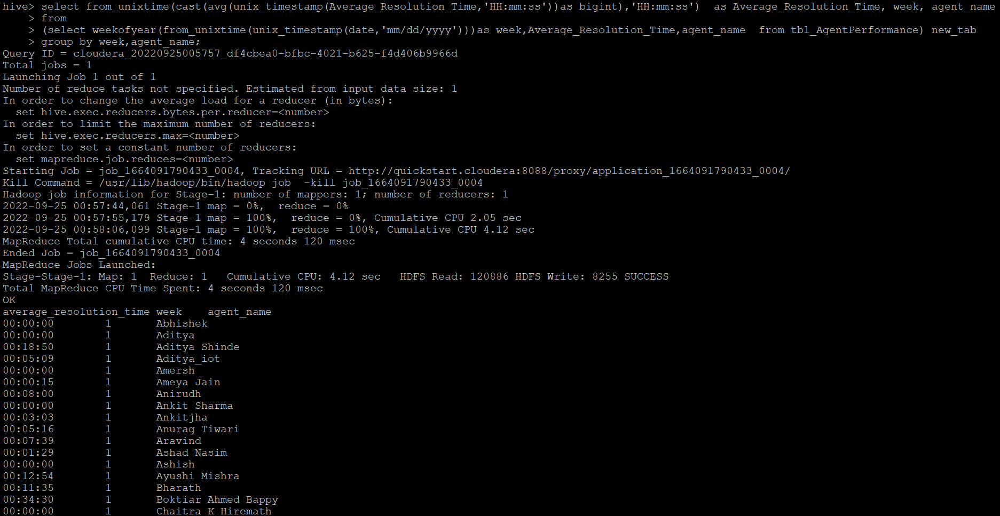 hive> select from_unixtime(cast(avg(unix_timestamp(Average_Resolution_Time,'HH:mm:ss'))as bigint),'HH:mm:ss')  as Average_Resolution_Time, week, agent_name
    > from
    > (select weekofyear(from_unixtime(unix_timestamp(date,'mm/dd/yyyy')))as week,Average_Resolution_Time,agent_name  from tbl_AgentPerformance) new_tab
    > group by week,agent_name;
Query ID = cloudera_20220925005757_df4cbea0-bfbc-4021-b625-f4d406b9966d
Total jobs = 1
Launching Job 1 out of 1
Number of reduce tasks not specified. Estimated from input data size: 1
In order to change the average load for a reducer (in bytes):
  set hive.exec.reducers.bytes.per.reducer=<number>
In order to limit the maximum number of reducers:
  set hive.exec.reducers.max=<number>
In order to set a constant number of reducers:
  set mapreduce.job.reduces=<number>
Starting Job = job_1664091790433_0004, Tracking URL = http://quickstart.cloudera:8088/proxy/application_1664091790433_0004/
Kill Command = /usr/lib/hadoop/bin/hadoop job  -kill job_1664091790433_0004
Hadoop job information for Stage-1: number of mappers: 1; number of reducers: 1
2022-09-25 00:57:44,061 Stage-1 map = 0%,  reduce = 0%
2022-09-25 00:57:55,179 Stage-1 map = 100%,  reduce = 0%, Cumulative CPU 2.05 sec
2022-09-25 00:58:06,099 Stage-1 map = 100%,  reduce = 100%, Cumulative CPU 4.12 sec
MapReduce Total cumulative CPU time: 4 seconds 120 msec
Ended Job = job_1664091790433_0004
MapReduce Jobs Launched:
Stage-Stage-1: Map: 1  Reduce: 1   Cumulative CPU: 4.12 sec   HDFS Read: 120886 HDFS Write: 8255 SUCCESS
Total MapReduce CPU Time Spent: 4 seconds 120 msec
OK
average_resolution_time week    agent_name
00:00:00        1       Abhishek
00:00:00        1       Aditya
00:18:50        1       Aditya Shinde
00:05:09        1       Aditya_iot
00:00:00        1       Amersh
00:00:15        1       Ameya Jain
00:08:00        1       Anirudh
00:00:00        1       Ankit Sharma
00:03:03        1       Ankitjha
00:05:16        1       Anurag Tiwari
00:07:39        1       Aravind
00:01:29        1       Ashad Nasim
00:00:00        1       Ashish
00:12:54        1       Ayushi Mishra
00:11:35        1       Bharath
00:34:30        1       Boktiar Ahmed Bappy
00:00:00        1       Chaitra K Hiremath